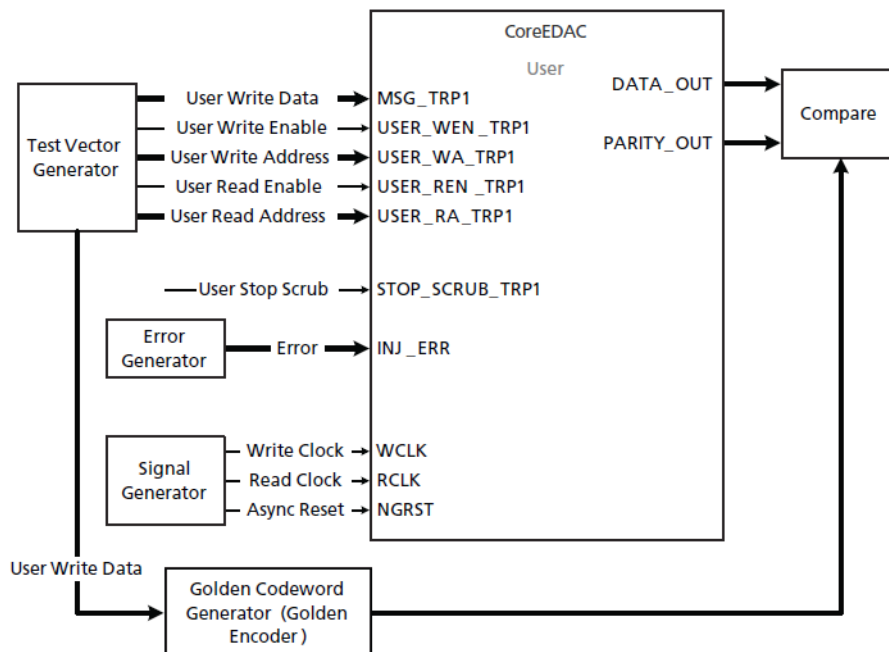 CoreEDAC
User
Test Vector
Generator
User Write Data
User Write Enable
User Write Address
User Read Enable
User Read Address
MSG_TRP1
USER_WEN _TRP1
USER_WA_TRP1
USER_REN _TRP1
USER_RA_TRP1
DATA_OUT
PARITY_OUT
Compare
User Stop Scrub
STOP_SCRUB_TRP1
Error
Generator
Error
INJ _ERR
Signal
Generator
Write Clock
Read Clock
Async Reset
WCLK
RCLK
NGRST
User Write Data
Golden Codeword
Generator (Golden
Encoder )